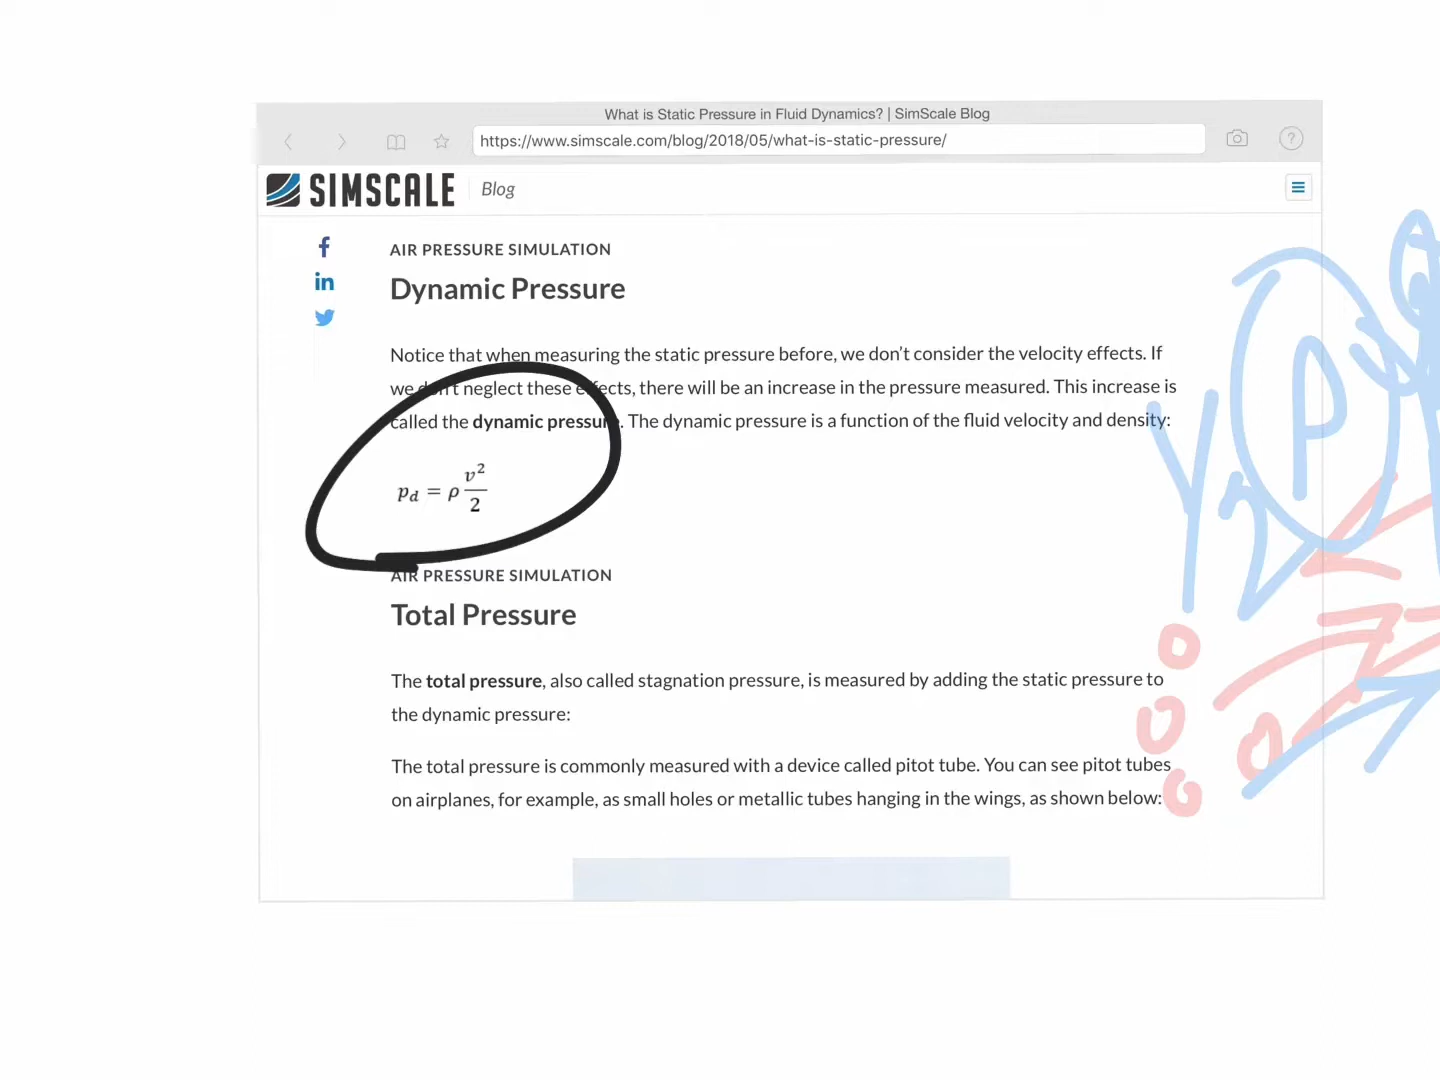 What is Static Pressure in Fluid Dynamics? | SimScale Blog
https://www.simscale.com/blog/2018/05/what-is-static-pressure/
SIMSCALE Blog
AIR PRESSURE SIMULATION
Dynamic Pressure
Notice that when measuring the static pressure before, we don’t consider the velocity effects. If
we don’t neglect these effects, there will be an increase in the pressure measured. This increase is
called the dynamic pressure. The dynamic pressure is a function of the fluid velocity and density:
p_d = ρ v²/2
AIR PRESSURE SIMULATION
Total Pressure
The total pressure, also called stagnation pressure, is measured by adding the static pressure to
the dynamic pressure:
The total pressure is commonly measured with a device called pitot tube. You can see pitot tubes
on airplanes, for example, as small holes or metallic tubes hanging in the wings, as shown below: